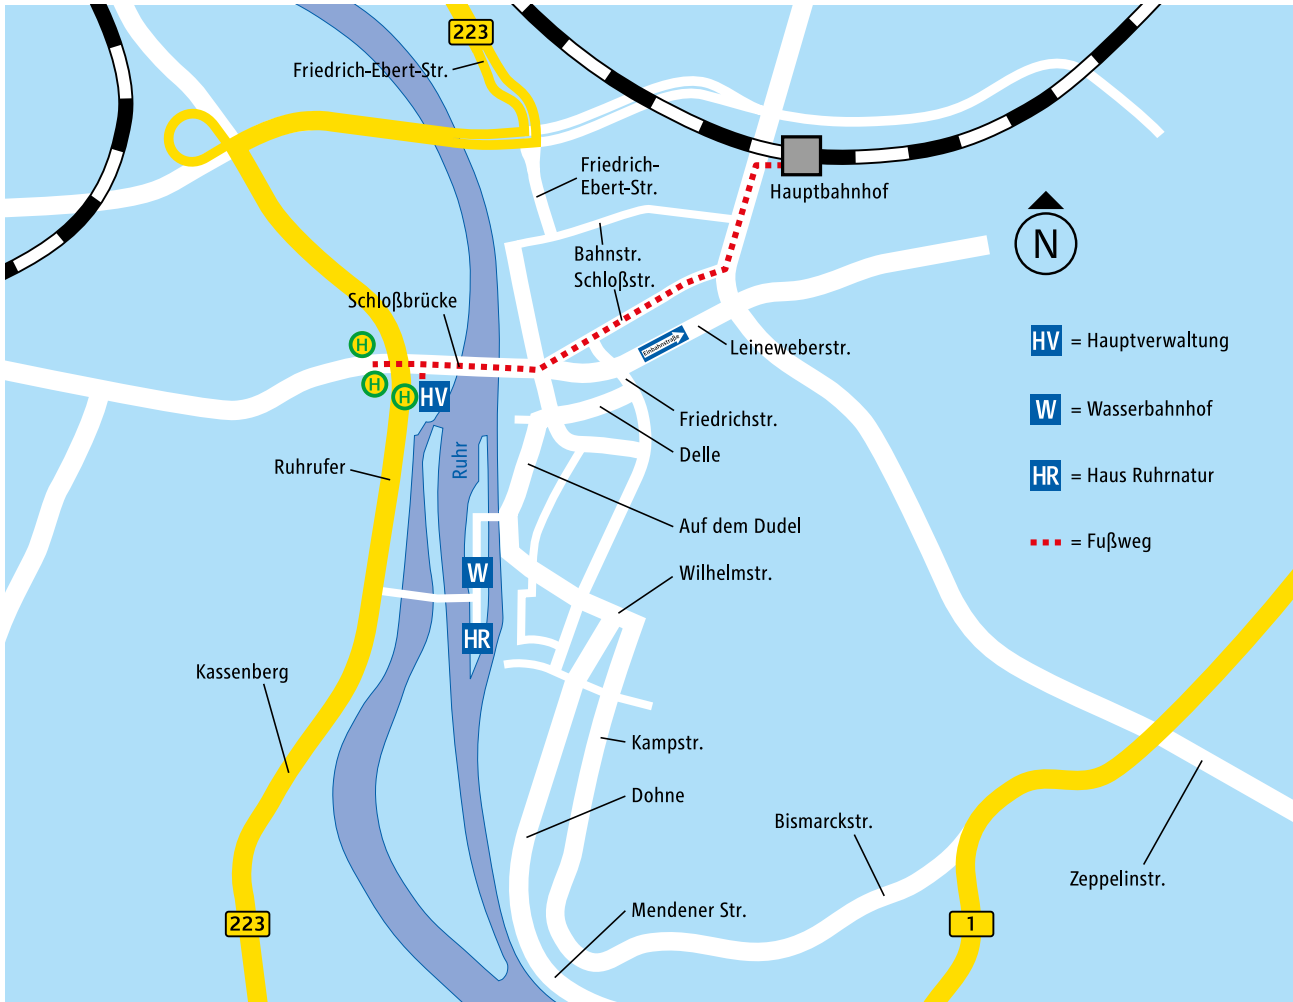 223
Friedrich-Ebert-Str.
Friedrich-
Ebert-Str.
Hauptbahnhof
N
Bahnstr.
Schloßstr.
Schloßbrücke
H
H
H
HV
Einbahnstraße
Leineweberstr.
HV = Hauptverwaltung
W = Wasserbahnhof
HR = Haus Ruhrnatur
= Fußweg
Friedrichstr.
Delle
Ruhr
Ruhrufer
Auf dem Dudel
Wilhelmstr.
W
HR
Kassenberg
Kampstr.
Dohne
Bismarckstr.
Zeppelinstr.
Mendener Str.
223
1